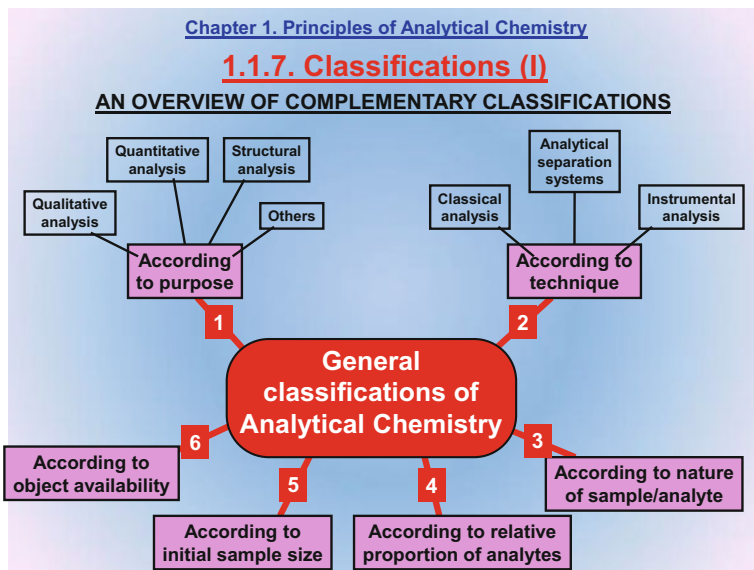 Chapter 1. Principles of Analytical Chemistry
1.1.7. Classifications (I)
AN OVERVIEW OF COMPLEMENTARY CLASSIFICATIONS
Qualitative
analysis
Quantitative
analysis
Structural
analysis
Others
According
to purpose
Classical
analysis
Analytical
separation
systems
Instrumental
analysis
According to
technique
1
2
General
classifications of
Analytical Chemistry
3
According to nature
of sample/analyte
4
According to relative
proportion of analytes
5
According to
initial sample size
6
According to
object availability